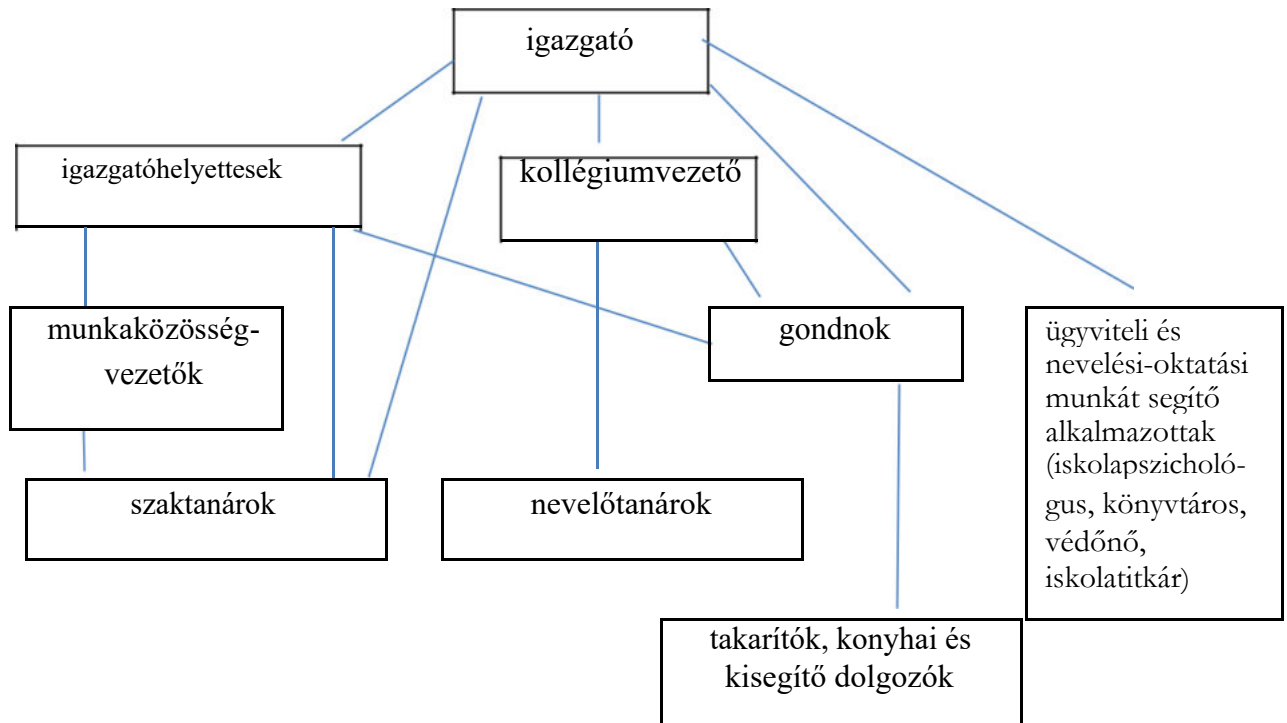 igazgató
igazgatóhelyettesek
kollégiumvezető
munkaközösség-
vezetők
gondnok
ügyviteli és
nevelési-oktatási
munkát segítő
alkalmazottak
(iskolapszicholó-
gus, könyvtáros,
védőnő,
iskolatitkár)
szaktanárok
nevelőtanárok
takarítók, konyhai és
kisegítő dolgozók